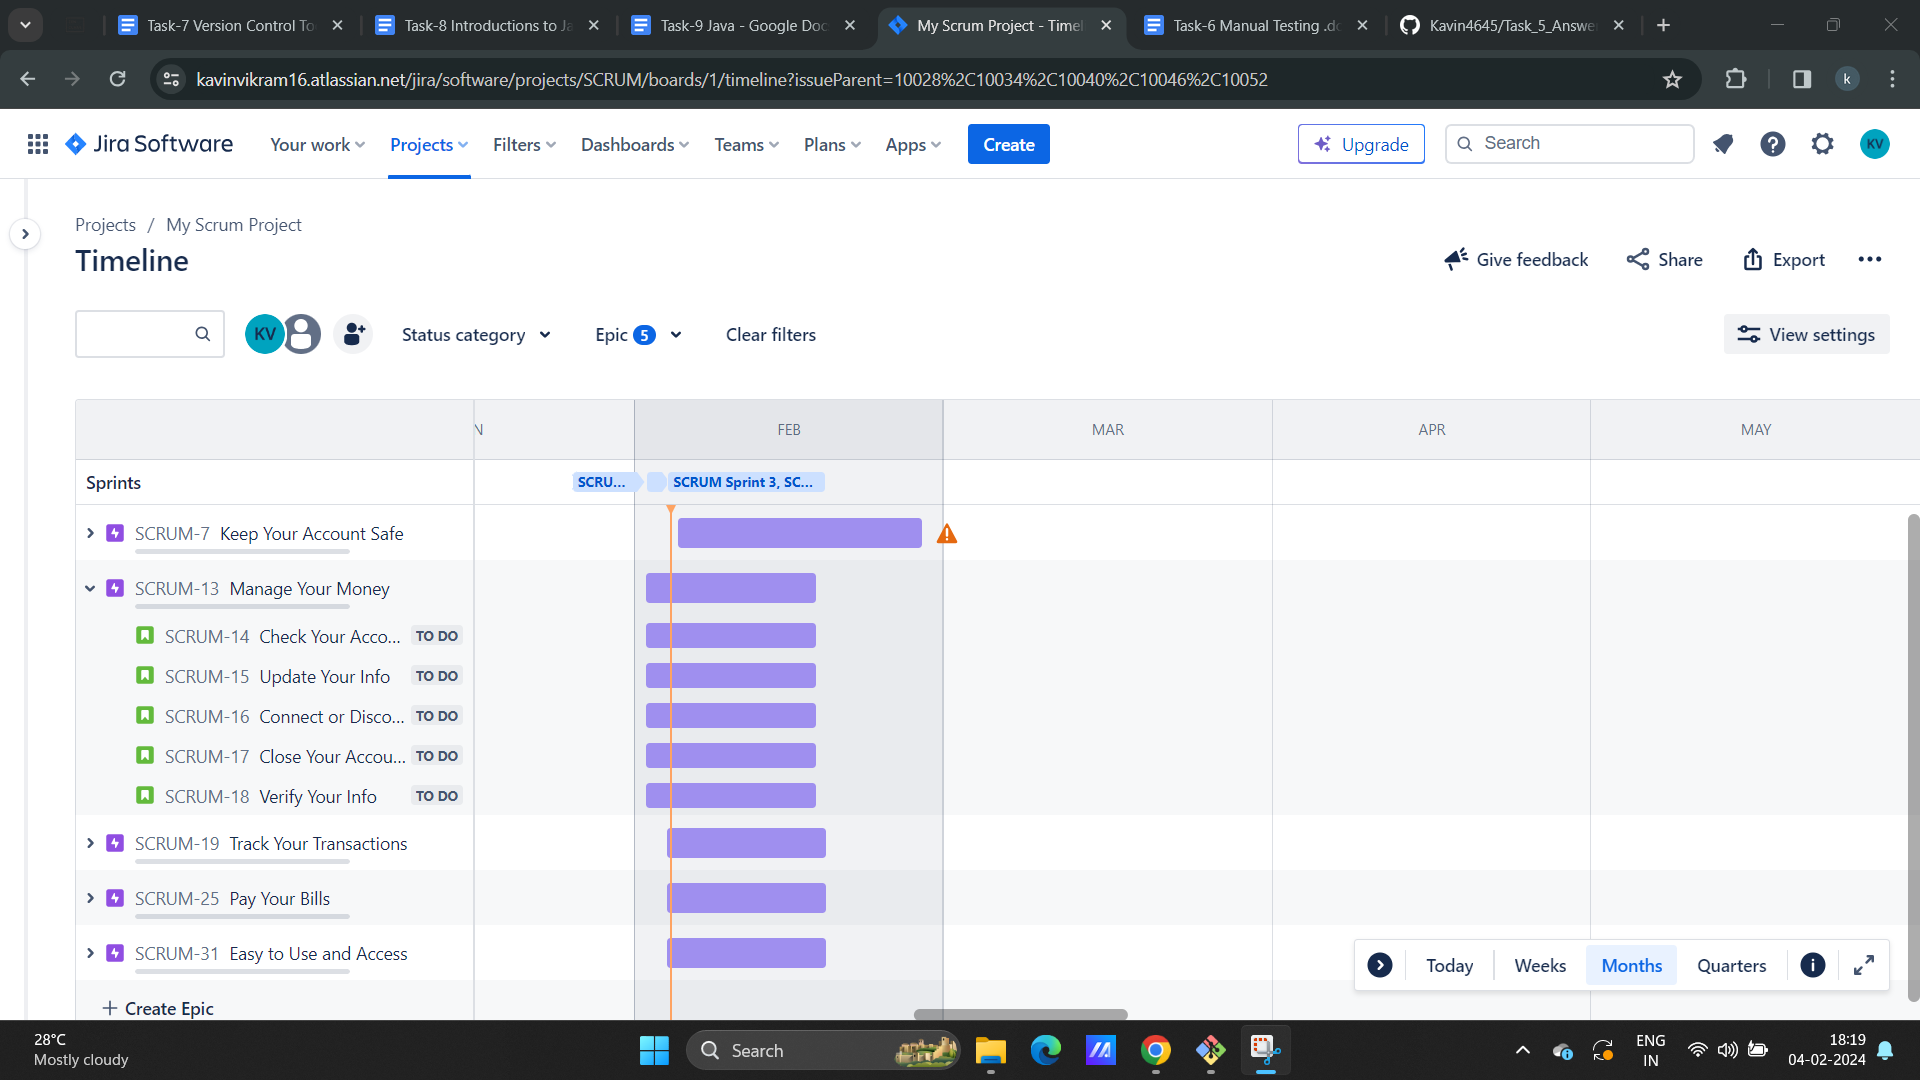 Task-7 Version Control To
Task-8 Introductions to Ja
Task-9 Java - Google Doc
My Scrum Project - Timel
Task-6 Manual Testing .do
Kavin4645/Task_5_Answe
kavinvikram16.atlassian.net/jira/software/projects/SCRUM/boards/1/timeline?issueParent=10028%2C10034%2C10040%2C10046%2C10052
k
Jira Software
Your work
Projects
Filters
Dashboards
Teams
Plans
Apps
Create
Upgrade
Search
KV
Projects / My Scrum Project
Timeline
Give feedback
Share
Export
KV
Status category
Epic 5
Clear filters
View settings
N
FEB
MAR
APR
MAY
Sprints
SCRU...
SCRUM Sprint 3, SC...
SCRUM-7 Keep Your Account Safe
SCRUM-13 Manage Your Money
SCRUM-14 Check Your Acco... TO DO
SCRUM-15 Update Your Info TO DO
SCRUM-16 Connect or Disco... TO DO
SCRUM-17 Close Your Accou... TO DO
SCRUM-18 Verify Your Info TO DO
SCRUM-19 Track Your Transactions
SCRUM-25 Pay Your Bills
SCRUM-31 Easy to Use and Access
+ Create Epic
Today
Weeks
Months
Quarters
28°C
Mostly cloudy
Search
ENG
IN
18:19
04-02-2024